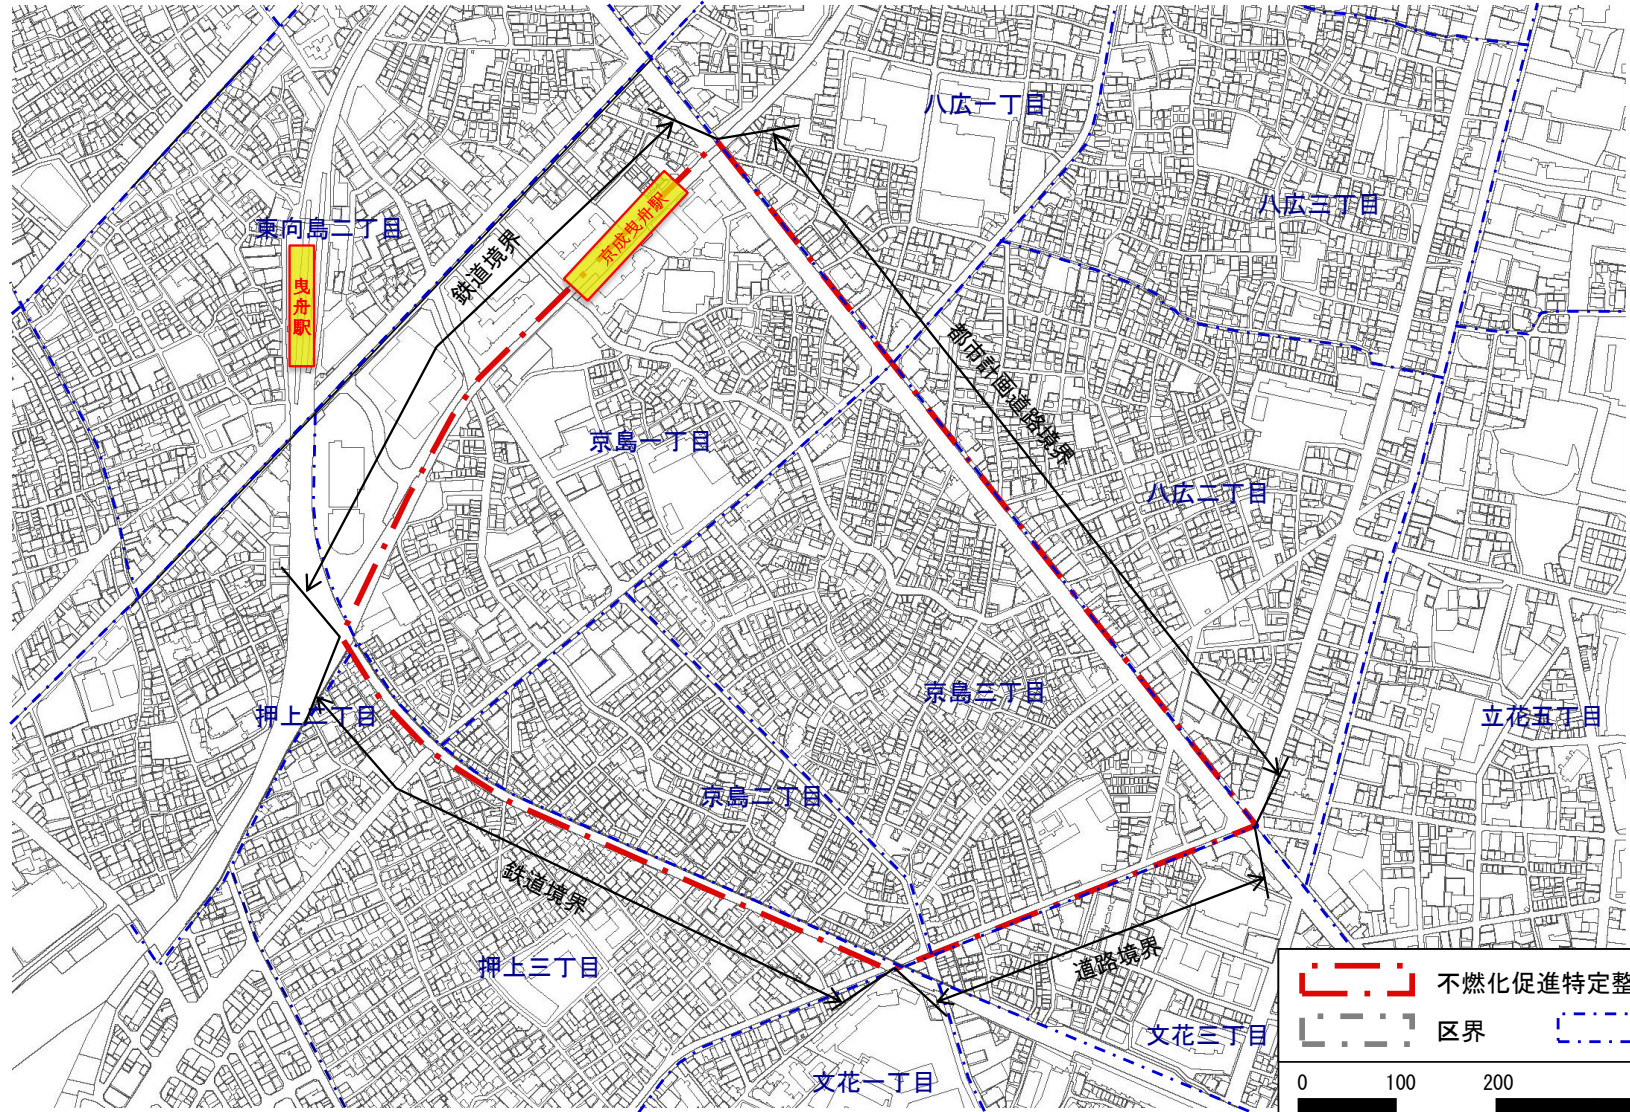 八広一丁目
八広三丁目
東向島二丁目
京成曳舟駅
鉄道境界
曳舟駅
都市計画道路境界
京島一丁目
八広二丁目
京島三丁目
押上二丁目
立花五丁目
京島二丁目
鉄道境界
押上三丁目
道路境界
文花三丁目
文花一丁目
不燃化促進特定整
区界
0 100 200